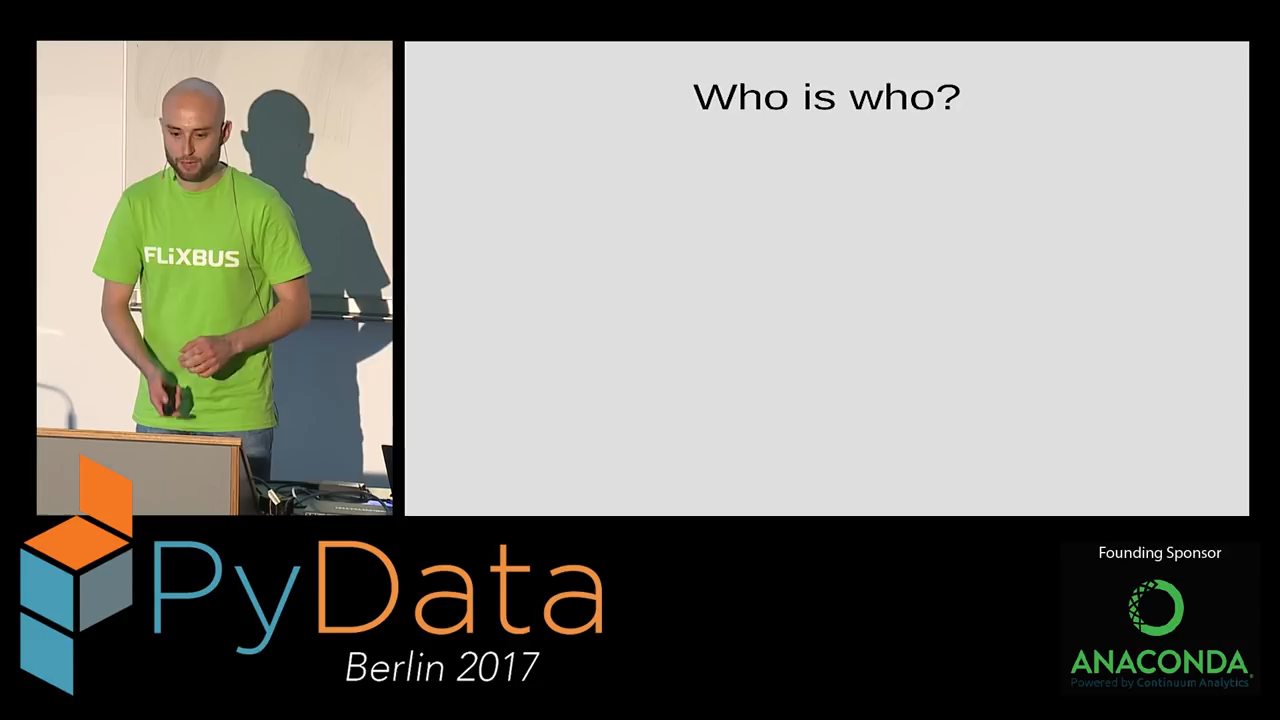 Who is who?
FLiXBUS
PyData
Berlin 2017
Founding Sponsor
ANACONDA
Powered by Continuum Analytics